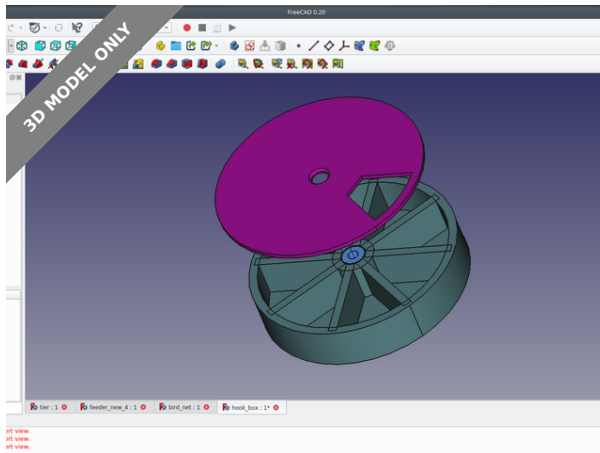 FreeCAD 0.20
3D MODEL ONLY
tier : 1
feeder_new_4 : 1
bird_net : 1
hook_box : 1*
ort view.
ort view.
ort view.